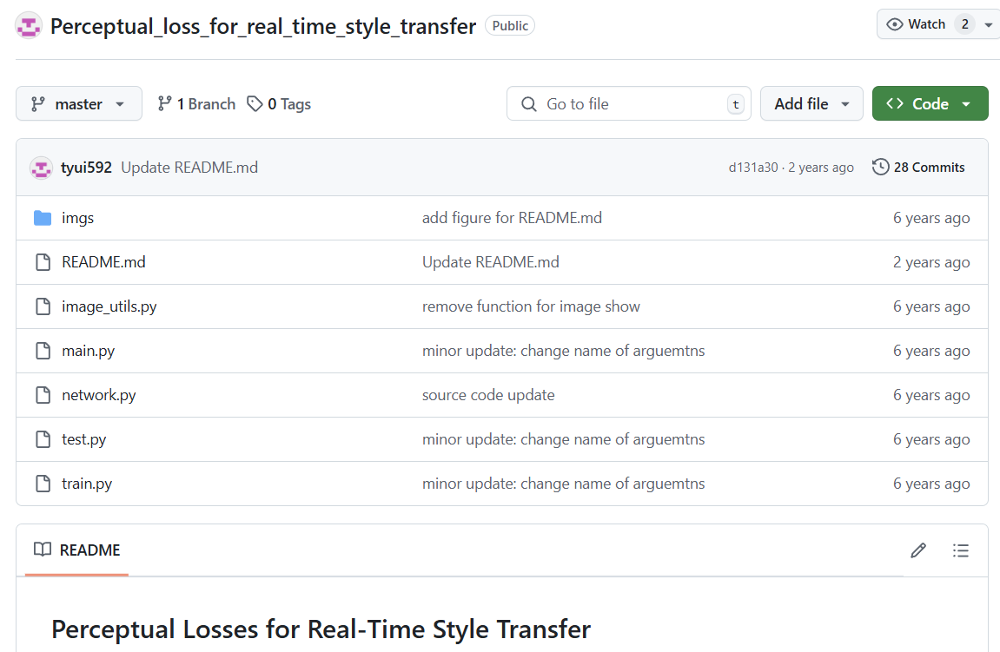 Perceptual_loss_for_real_time_style_transfer Public Watch 2
master 1 Branch 0 Tags Go to file t Add file Code
tyui592 Update README.md d131a30 · 2 years ago 28 Commits
imgs add figure for README.md 6 years ago
README.md Update README.md 2 years ago
image_utils.py remove function for image show 6 years ago
main.py minor update: change name of arguemtns 6 years ago
network.py source code update 6 years ago
test.py minor update: change name of arguemtns 6 years ago
train.py minor update: change name of arguemtns 6 years ago
README
Perceptual Losses for Real-Time Style Transfer